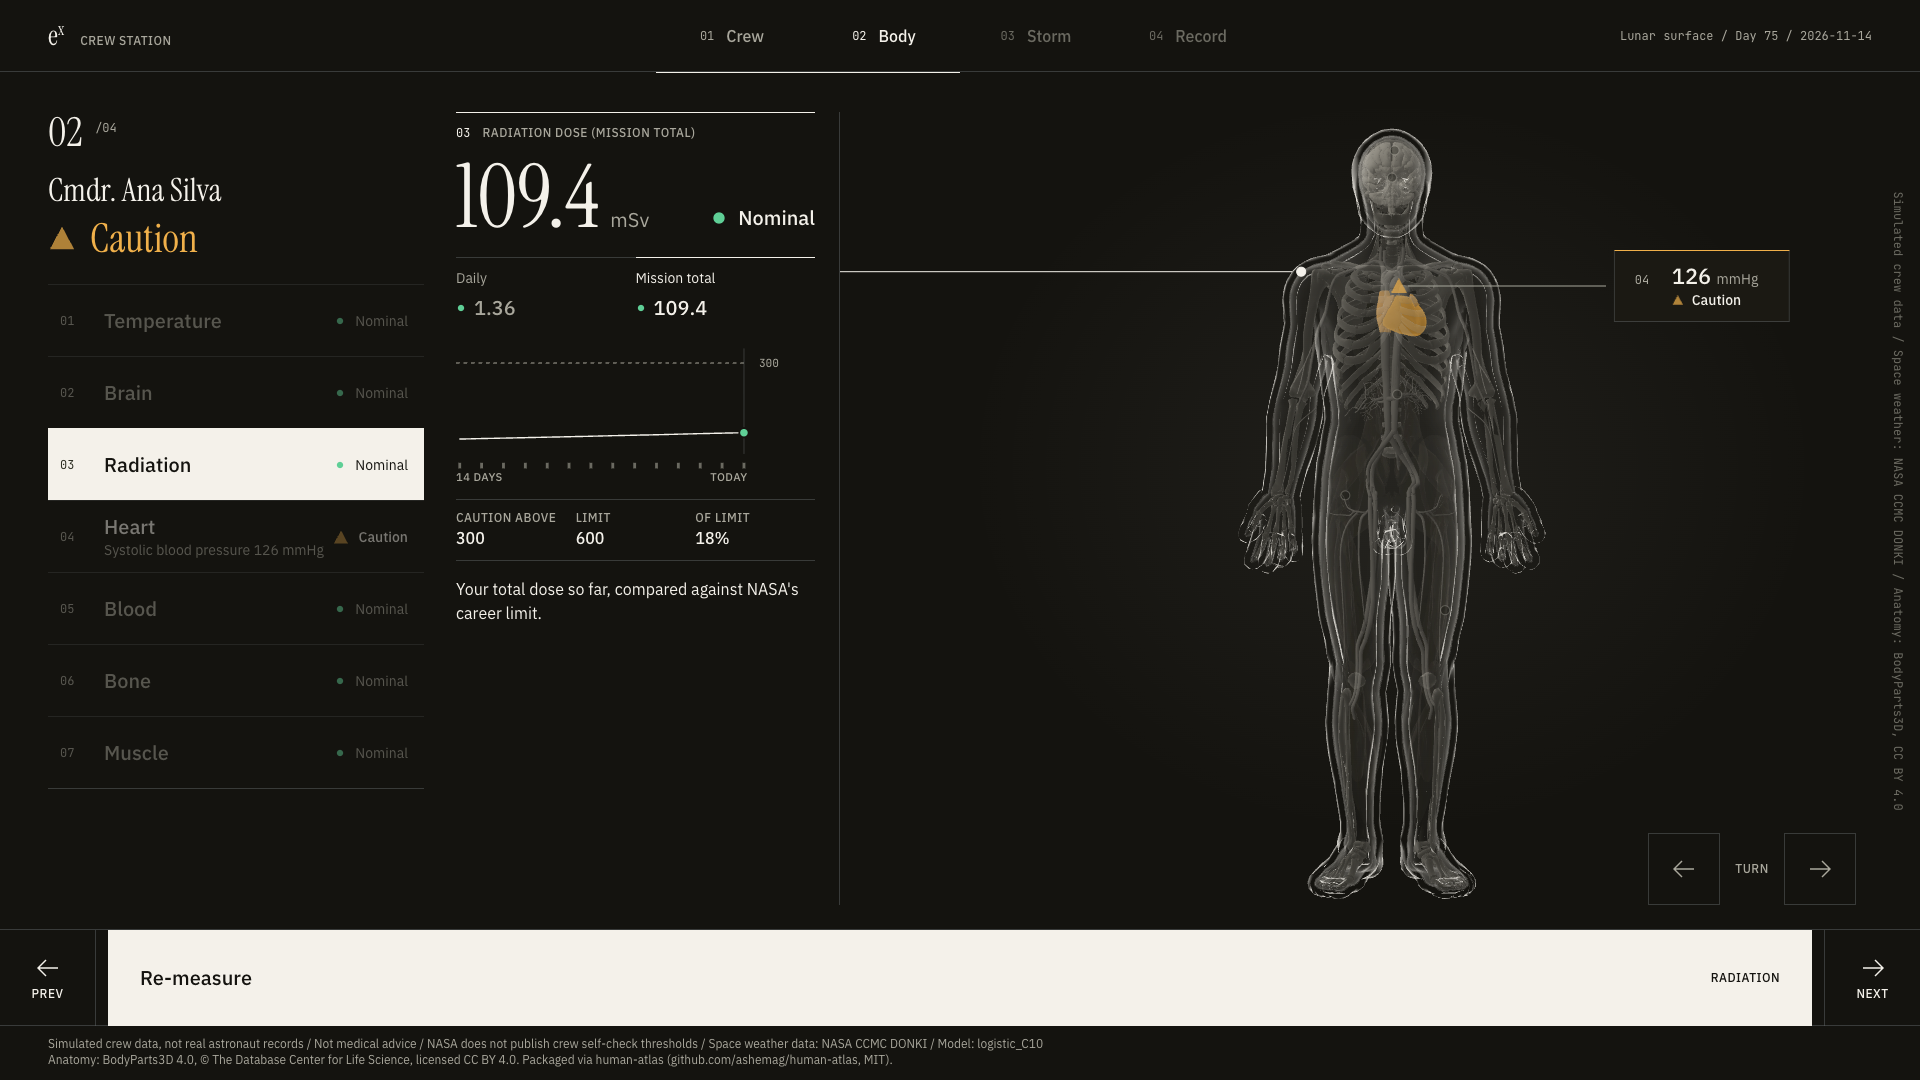 ex CREW STATION
01 Crew
02 Body
03 Storm
04 Record
Lunar surface / Day 75 / 2026-11-14
02 /04
Cmdr. Ana Silva
Caution
01 Temperature Nominal
02 Brain Nominal
03 Radiation Nominal
04 Heart Caution
Systolic blood pressure 126 mmHg
05 Blood Nominal
06 Bone Nominal
07 Muscle Nominal
03 RADIATION DOSE (MISSION TOTAL)
109.4 mSv Nominal
Daily Mission total
1.36 109.4
300
14 DAYS TODAY
CAUTION ABOVE LIMIT OF LIMIT
300 600 18%
Your total dose so far, compared against NASA's
career limit.
04 126 mmHg
Caution
Simulated crew data / Space weather: NASA CCMC DONKI / Anatomy: BodyParts3D, CC BY 4.0
TURN
PREV
Re-measure RADIATION
NEXT
Simulated crew data, not real astronaut records / Not medical advice / NASA does not publish crew self-check thresholds / Space weather data: NASA CCMC DONKI / Model: logistic_C10
Anatomy: BodyParts3D 4.0, © The Database Center for Life Science, licensed CC BY 4.0. Packaged via human-atlas (github.com/ashemag/human-atlas, MIT).